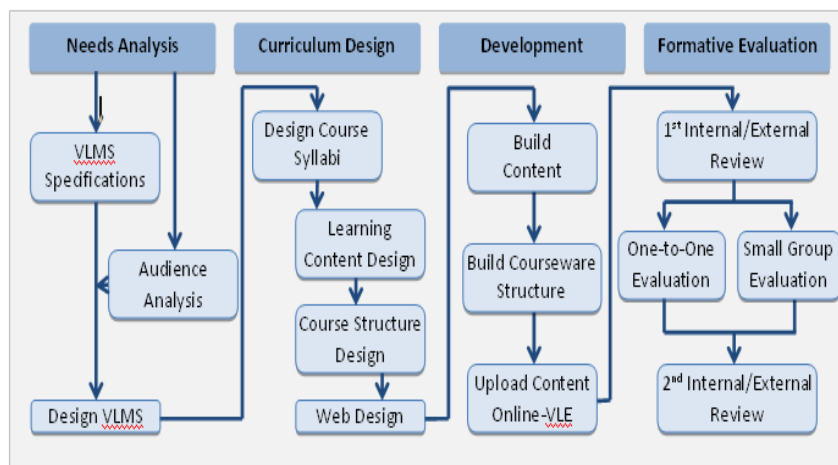 Needs Analysis
VLMS
Specifications
Audience
Analysis
Design VLMS
Curriculum Design
Design Course
Syllabi
Learning
Content Design
Course Structure
Design
Web Design
Development
Build
Content
Build Courseware
Structure
Upload Content
Online-VLE
Formative Evaluation
1st Internal/External
Review
One-to-One
Evaluation
Small Group
Evaluation
2nd Internal/External
Review